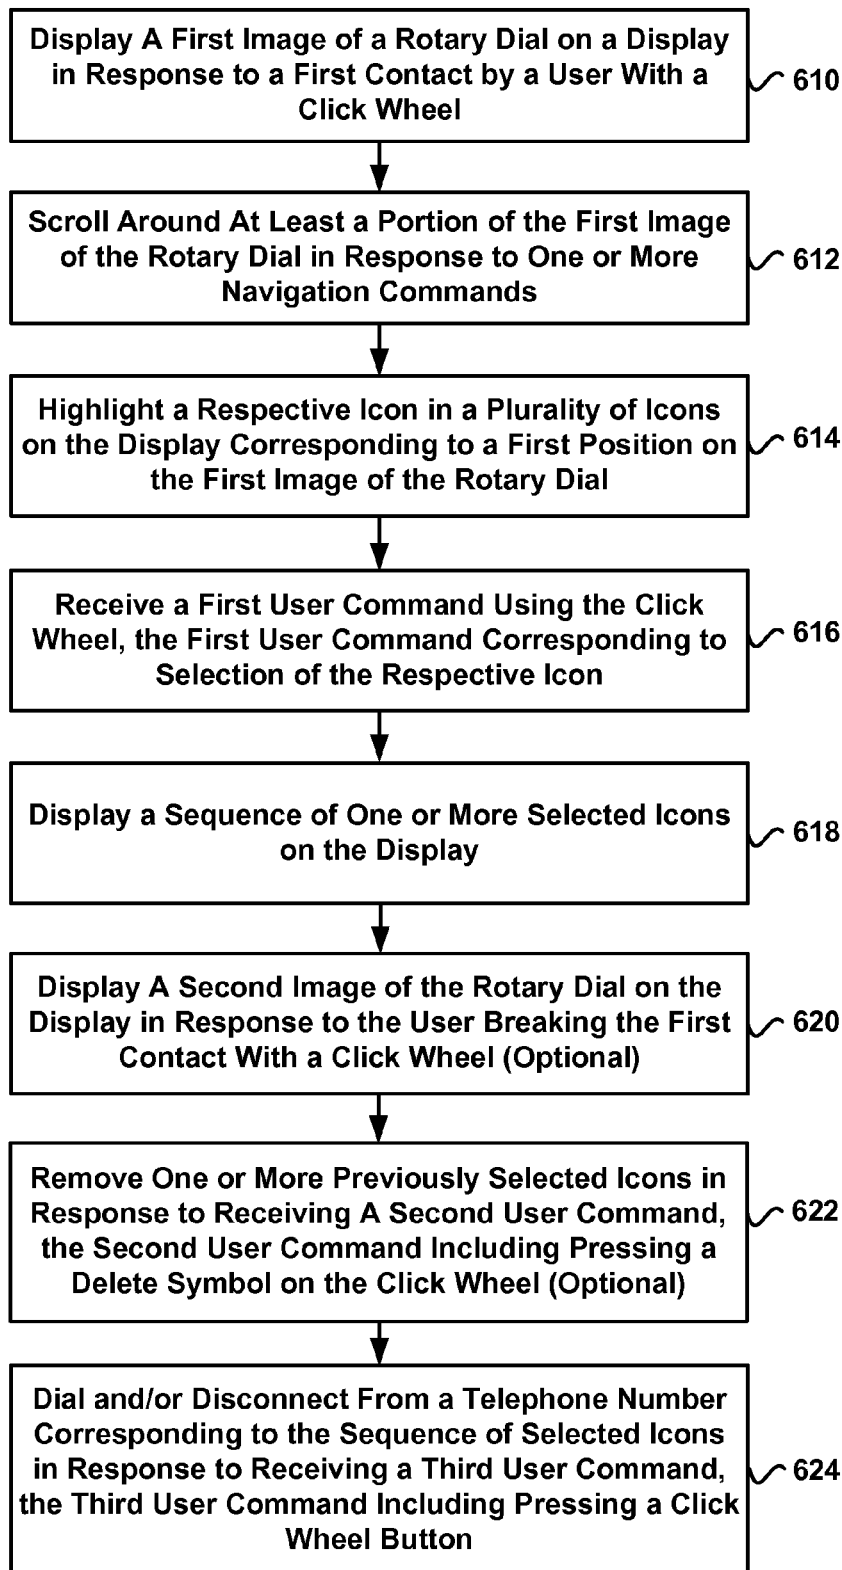 Display A First Image of a Rotary Dial on a Display
in Response to a First Contact by a User With a
Click Wheel
610
Scroll Around At Least a Portion of the First Image
of the Rotary Dial in Response to One or More
Navigation Commands
612
Highlight a Respective Icon in a Plurality of Icons
on the Display Corresponding to a First Position on
the First Image of the Rotary Dial
614
Receive a First User Command Using the Click
Wheel, the First User Command Corresponding to
Selection of the Respective Icon
616
Display a Sequence of One or More Selected Icons
on the Display
618
Display A Second Image of the Rotary Dial on the
Display in Response to the User Breaking the First
Contact With a Click Wheel (Optional)
620
Remove One or More Previously Selected Icons in
Response to Receiving A Second User Command,
the Second User Command Including Pressing a
Delete Symbol on the Click Wheel (Optional)
622
Dial and/or Disconnect From a Telephone Number
Corresponding to the Sequence of Selected Icons
in Response to Receiving a Third User Command,
the Third User Command Including Pressing a Click
Wheel Button
624